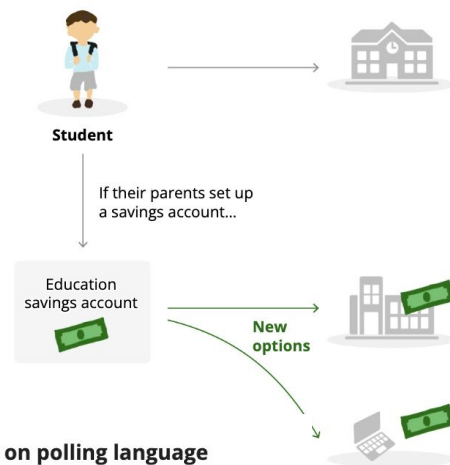 Student
If their parents set up
a savings account...
Education
savings account
New
options
on polling language